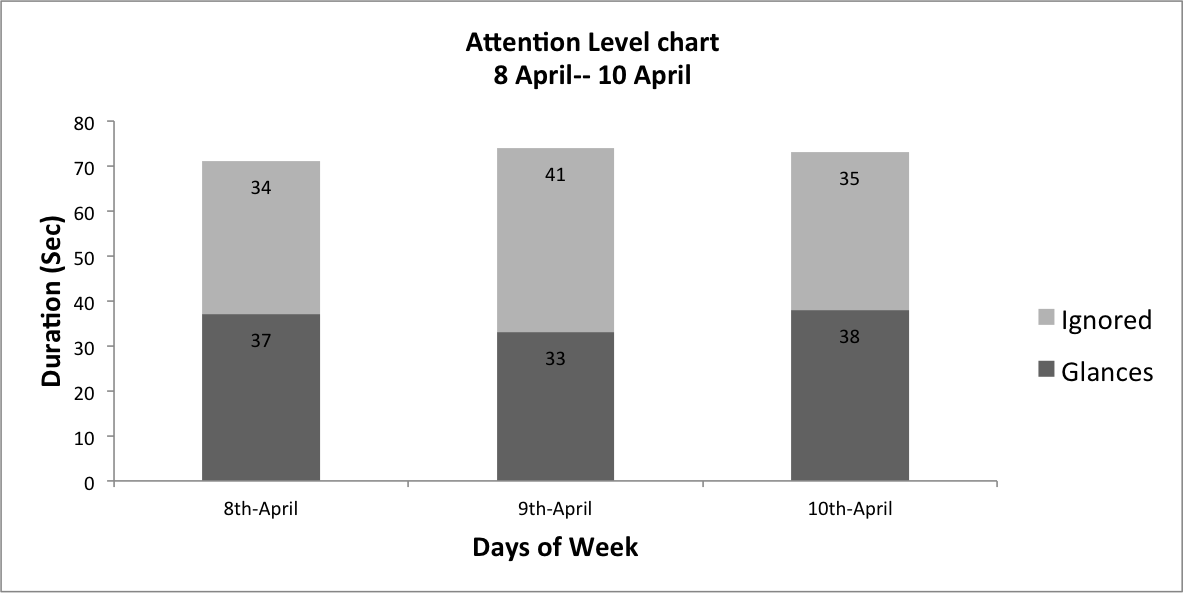 Attention Level chart
8 April-- 10 April
Duration (Sec)
80
70
60
50
40
30
20
10
0
34
41
35
37
33
38
8th-April
9th-April
10th-April
Days of Week
Ignored
Glances